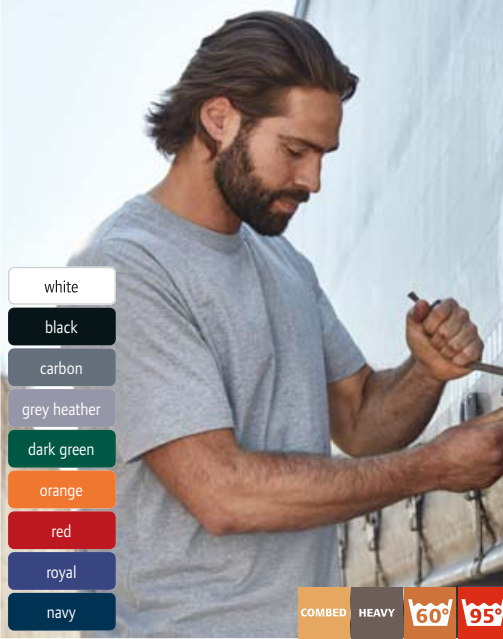 white
black
carbon
grey heather
dark green
orange
red
royal
navy
COMBED HEAVY 60° 95°